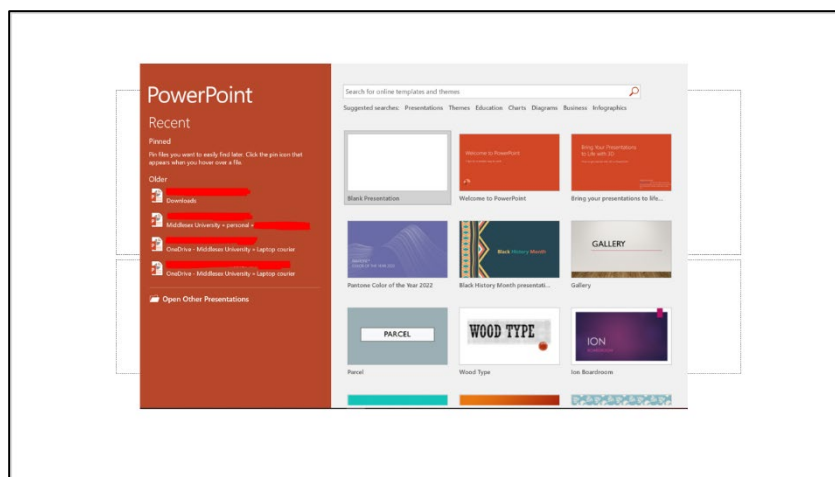 PowerPoint
Recent
Pinned
Pin files you want to easily find later. Click the pin icon that
appears when you hover over a file.
Older
Downloads
Middlesex University » personal »
OneDrive - Middlesex University » Laptop courier
OneDrive - Middlesex University » Laptop courier
Open Other Presentations
Search for online templates and themes
Suggested searches: Presentations Themes Education Charts Diagrams Business Infographics
Welcome to PowerPoint
Bring Your Presentations
to Life with 3D
Blank Presentation
Welcome to PowerPoint
Bring your presentations to life...
COLOR OF THE YEAR 2022
Black History Month
GALLERY
Pantone Color of the Year 2022
Black History Month presentati...
Gallery
PARCEL
WOOD TYPE
ION
Parcel
Wood Type
Ion Boardroom